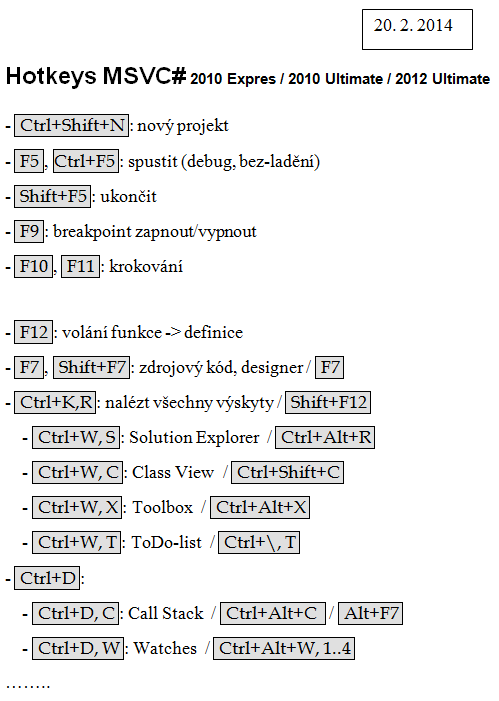 20. 2. 2014
Hotkeys MSVC# 2010 Expres / 2010 Ultimate / 2012 Ultimate
- Ctrl+Shift+N: nový projekt
- F5, Ctrl+F5: spustit (debug, bez-ladění)
- Shift+F5: ukončit
- F9: breakpoint zapnout/vypnout
- F10, F11: krokování
- F12: volání funkce -> definice
- F7, Shift+F7: zdrojový kód, designer / F7
- Ctrl+K,R: nalézt všechny výskyty / Shift+F12
- Ctrl+W, S: Solution Explorer / Ctrl+Alt+R
- Ctrl+W, C: Class View / Ctrl+Shift+C
- Ctrl+W, X: Toolbox / Ctrl+Alt+X
- Ctrl+W, T: ToDo-list / Ctrl+\, T
- Ctrl+D:
- Ctrl+D, C: Call Stack / Ctrl+Alt+C / Alt+F7
- Ctrl+D, W: Watches / Ctrl+Alt+W, 1..4
……..